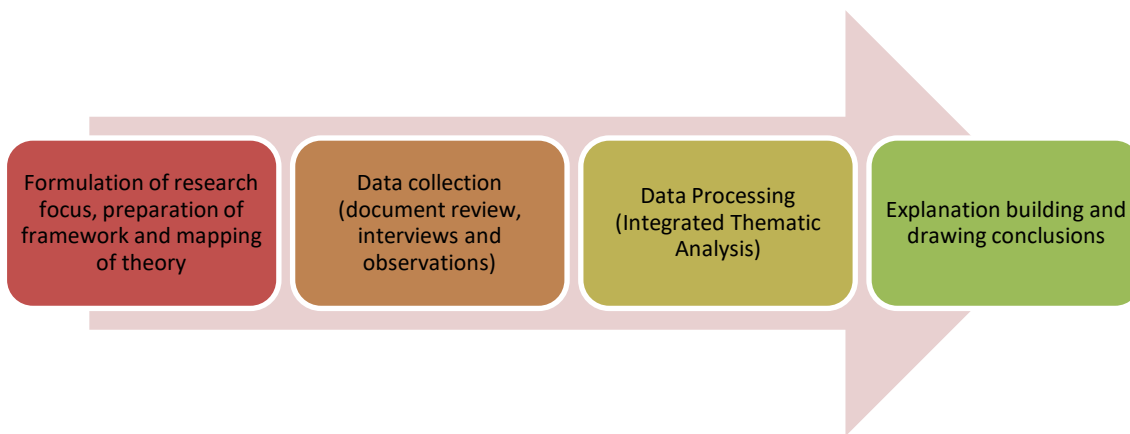 Formulation of research
focus, preparation of
framework and mapping
of theory
Data collection
(document review,
interviews and
observations)
Data Processing
(Integrated Thematic
Analysis)
Explanation building and
drawing conclusions